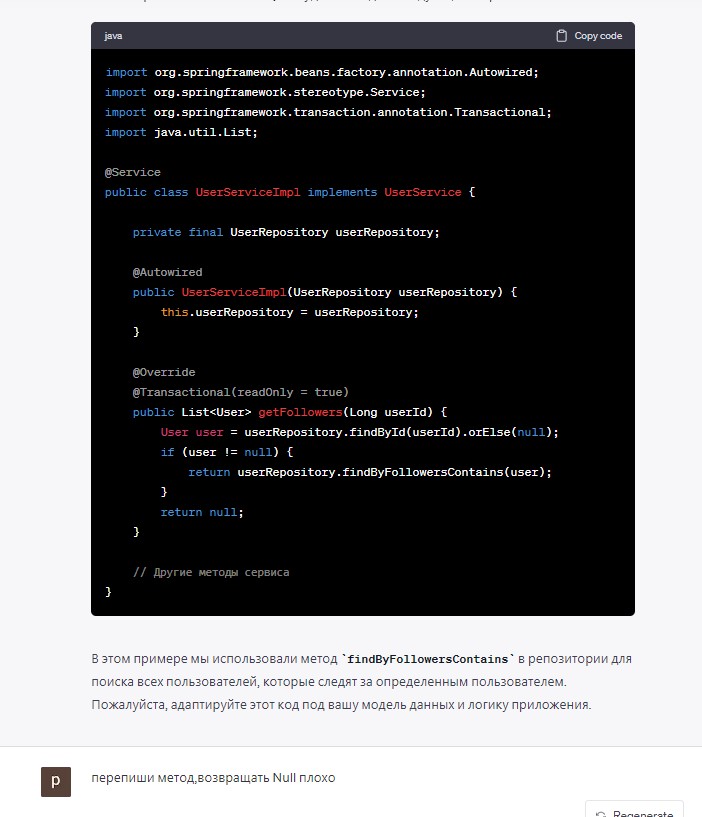 java
Copy code
import org.springframework.beans.factory.annotation.Autowired;
import org.springframework.stereotype.Service;
import org.springframework.transaction.annotation.Transactional;
import java.util.List;
@Service
public class UserServiceImpl implements UserService {
private final UserRepository userRepository;
@Autowired
public UserServiceImpl(UserRepository userRepository) {
this.userRepository = userRepository;
}
@Override
@Transactional(readOnly = true)
public List<User> getFollowers(Long userId) {
User user = userRepository.findById(userId).orElse(null);
if (user != null) {
return userRepository.findByFollowersContains(user);
}
return null;
}
// Другие методы сервиса
}
В этом примере мы использовали метод `findByFollowersContains` в репозитории для
поиска всех пользователей, которые следят за определенным пользователем.
Пожалуйста, адаптируйте этот код под вашу модель данных и логику приложения.
p
перепиши метод,возвращать Null плохо
Regenerate